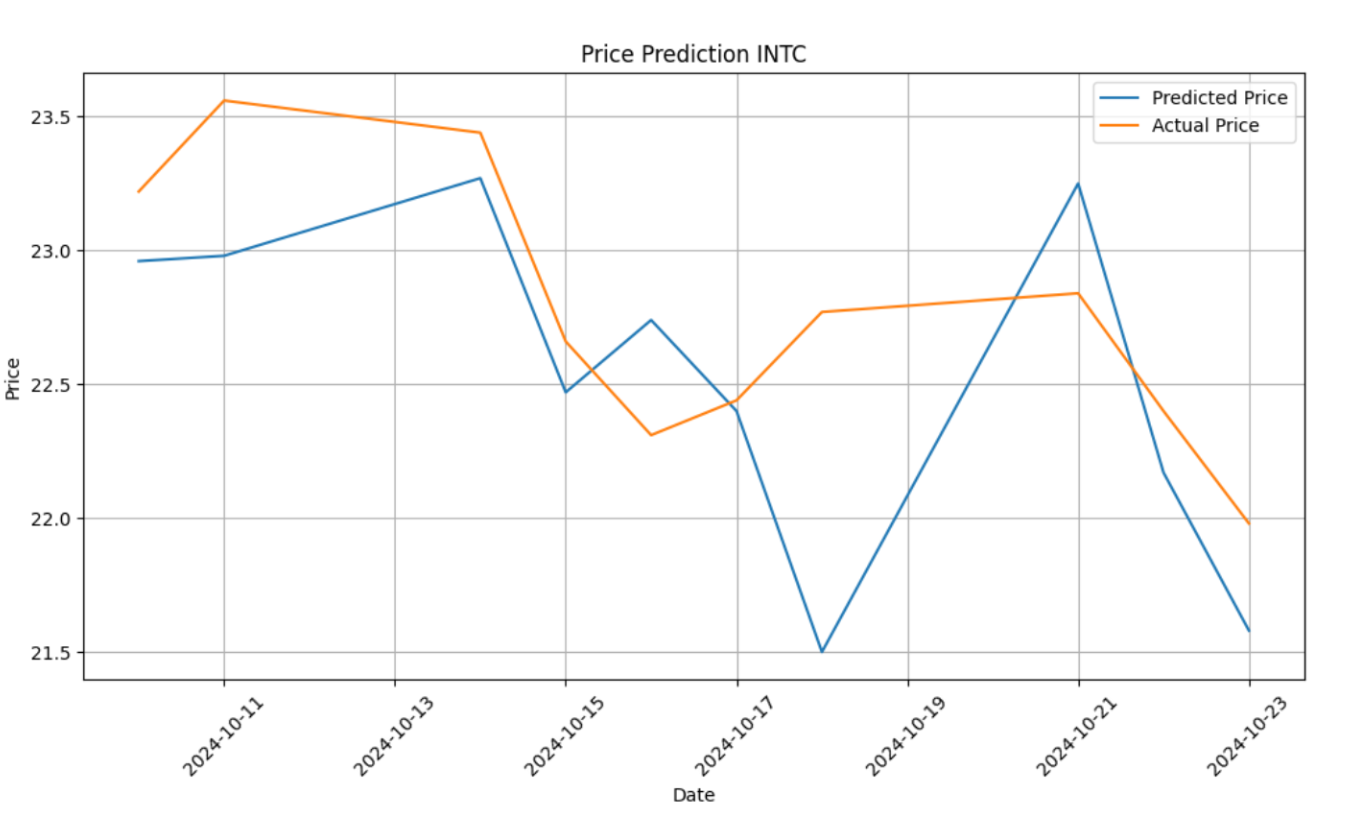 Price Prediction INTC
Predicted Price
Actual Price
Price
23.5
23.0
22.5
22.0
21.5
2024-10-11
2024-10-13
2024-10-15
2024-10-17
2024-10-19
2024-10-21
2024-10-23
Date